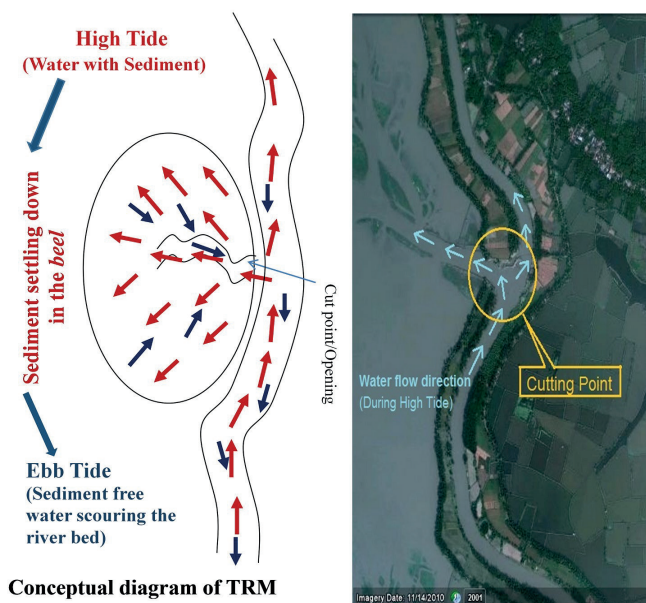 High Tide
(Water with Sediment)
Sediment settling down
in the beel
Cut point/Opening
Ebb Tide
(Sediment free
water scouring the
river bed)
Conceptual diagram of TRM
Water flow direction
(During High Tide)
Cutting Point
Imagery Date: 11/14/2010
2001